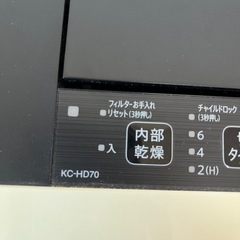 フィルターお手入れ
リセット(3秒押し)
チャイルドロック
(3秒押し)
入
内部
乾燥
6
4
2(H)
KC-HD70